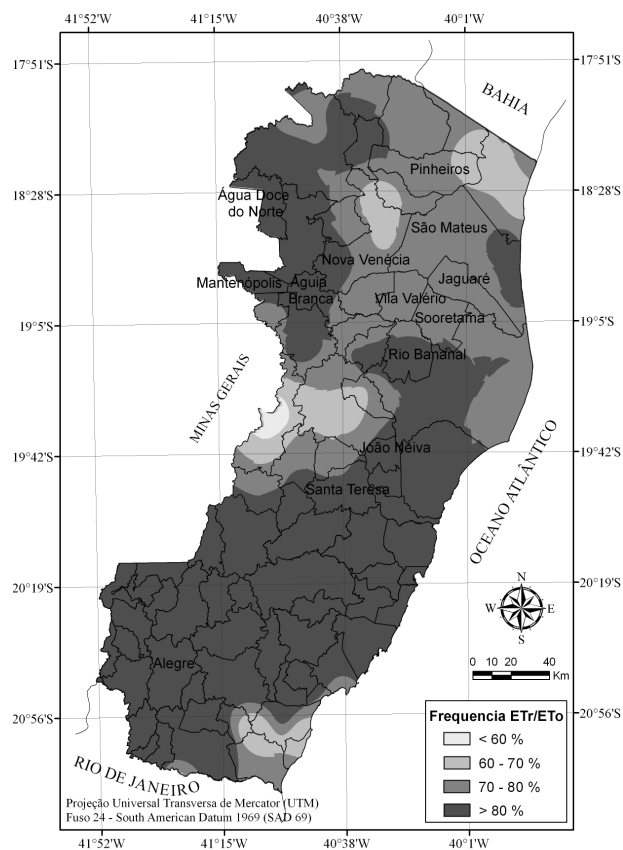 41°52'W 41°15'W 40°38'W 40°1'W
17°51'S 17°51'S
BAHIA
Pinheiros
18°28'S 18°28'S
Água Doce
do Norte
São Mateus
Nova Venécia
Mantenópolis Águia Jaguaré
Branca Vila Valério
Sooretama
19°5'S 19°5'S
Rio Bananal
MINAS GERAIS
João Neiva
19°42'S 19°42'S
Santa Teresa
OCEANO ATLÂNTICO
20°19'S 20°19'S
N
W E
S
Alegre
0 10 20 40
Km
20°56'S 20°56'S
Frequencia ETr/ETo
< 60 %
60 - 70 %
70 - 80 %
> 80 %
RIO DE JANEIRO
Projeção Universal Transversa de Mercator (UTM)
Fuso 24 - South American Datum 1969 (SAD 69)
41°52'W 41°15'W 40°38'W 40°1'W